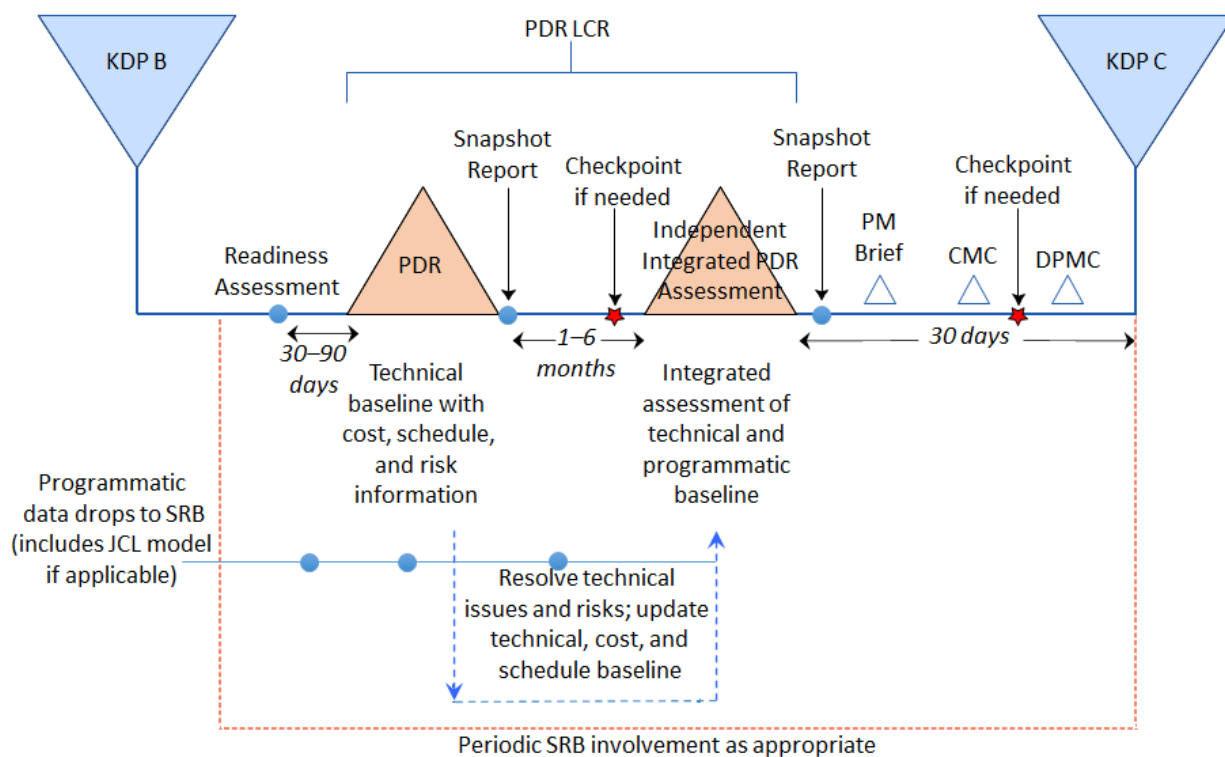 KDP B
PDR LCR
KDP C
Snapshot
Report
Checkpoint
if needed
Snapshot
Report
Checkpoint
if needed
Readiness
Assessment
PDR
Independent
Integrated PDR
Assessment
PM
Brief
CMC
DPMC
30–90
days
1–6
months
30 days
Technical
baseline with
cost, schedule,
and risk
information
Integrated
assessment of
technical and
programmatic
baseline
Programmatic
data drops to SRB
(includes JCL model
if applicable)
Resolve technical
issues and risks; update
technical, cost, and
schedule baseline
Periodic SRB involvement as appropriate